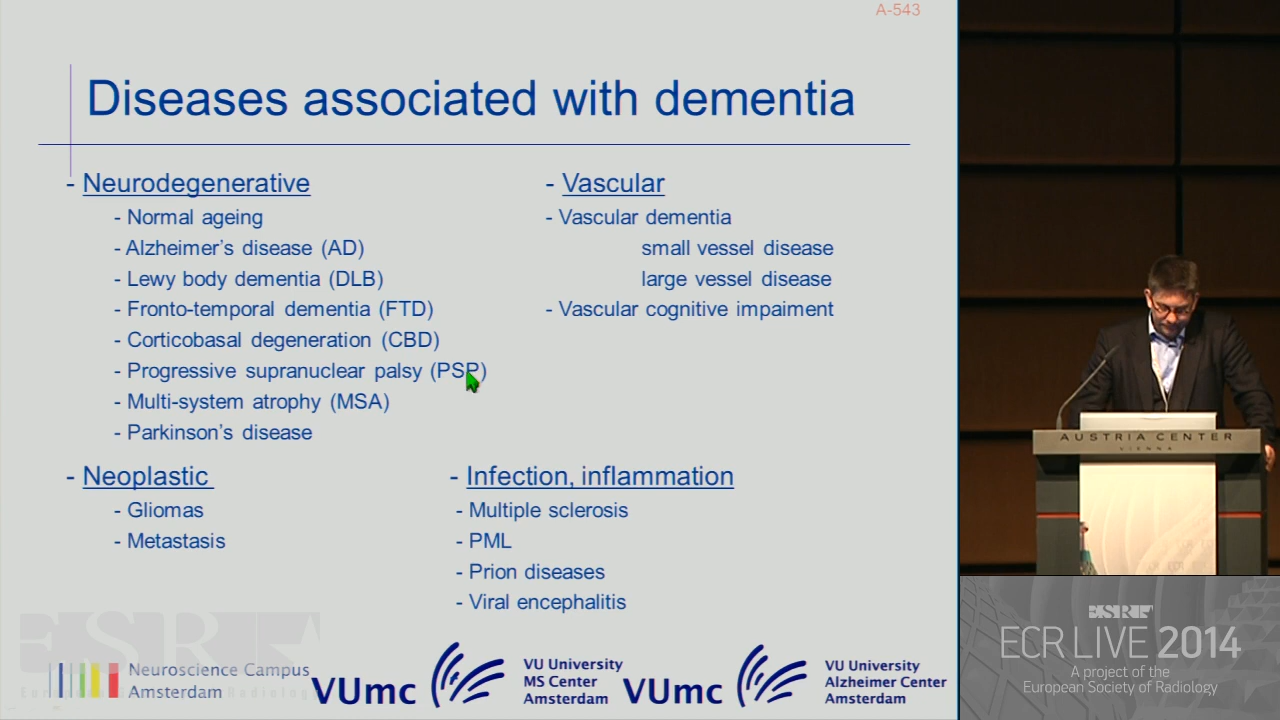 A-543
Diseases associated with dementia
- Neurodegenerative
- Normal ageing
- Alzheimer’s disease (AD)
- Lewy body dementia (DLB)
- Fronto-temporal dementia (FTD)
- Corticobasal degeneration (CBD)
- Progressive supranuclear palsy (PSP)
- Multi-system atrophy (MSA)
- Parkinson’s disease
- Vascular
- Vascular dementia
small vessel disease
large vessel disease
- Vascular cognitive impaiment
- Neoplastic
- Gliomas
- Metastasis
- Infection, inflammation
- Multiple sclerosis
- PML
- Prion diseases
- Viral encephalitis
ESR
Neuroscience Campus
Amsterdam
VUmc
VU University
MS Center
Amsterdam
VUmc
VU University
Alzheimer Center
Amsterdam
AUSTRIA CENTER
VIENNA
ESR
ECR LIVE 2014
A project of the
European Society of Radiology